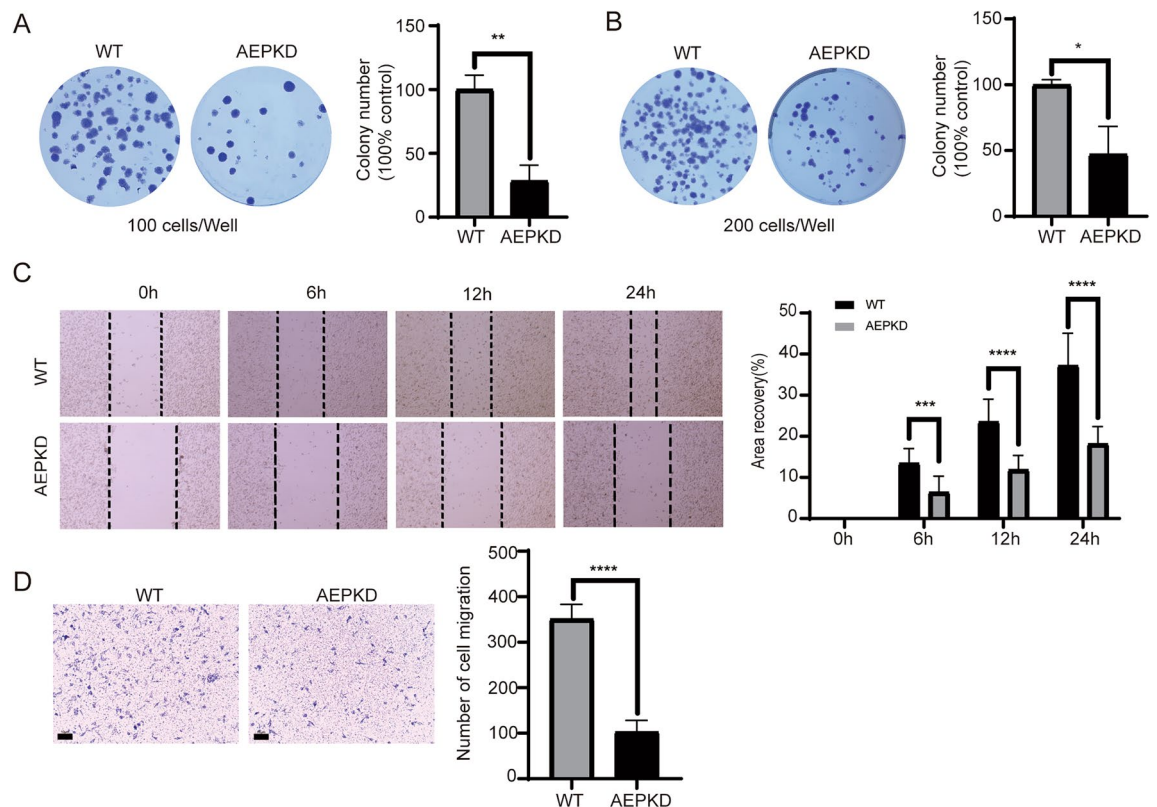 A
WT
AEPKD
100 cells/Well
Colony number
(100% control)
150
100
50
0
**
WT
AEPKD
B
WT
AEPKD
200 cells/Well
Colony number
(100% control)
150
100
50
0
*
WT
AEPKD
C
0h
6h
12h
24h
WT
AEPKD
WT
AEPKD
Area recovery(%)
50
40
30
20
10
0
***
****
****
0h
6h
12h
24h
D
WT
AEPKD
Number of cell migration
500
400
300
200
100
0
****
WT
AEPKD